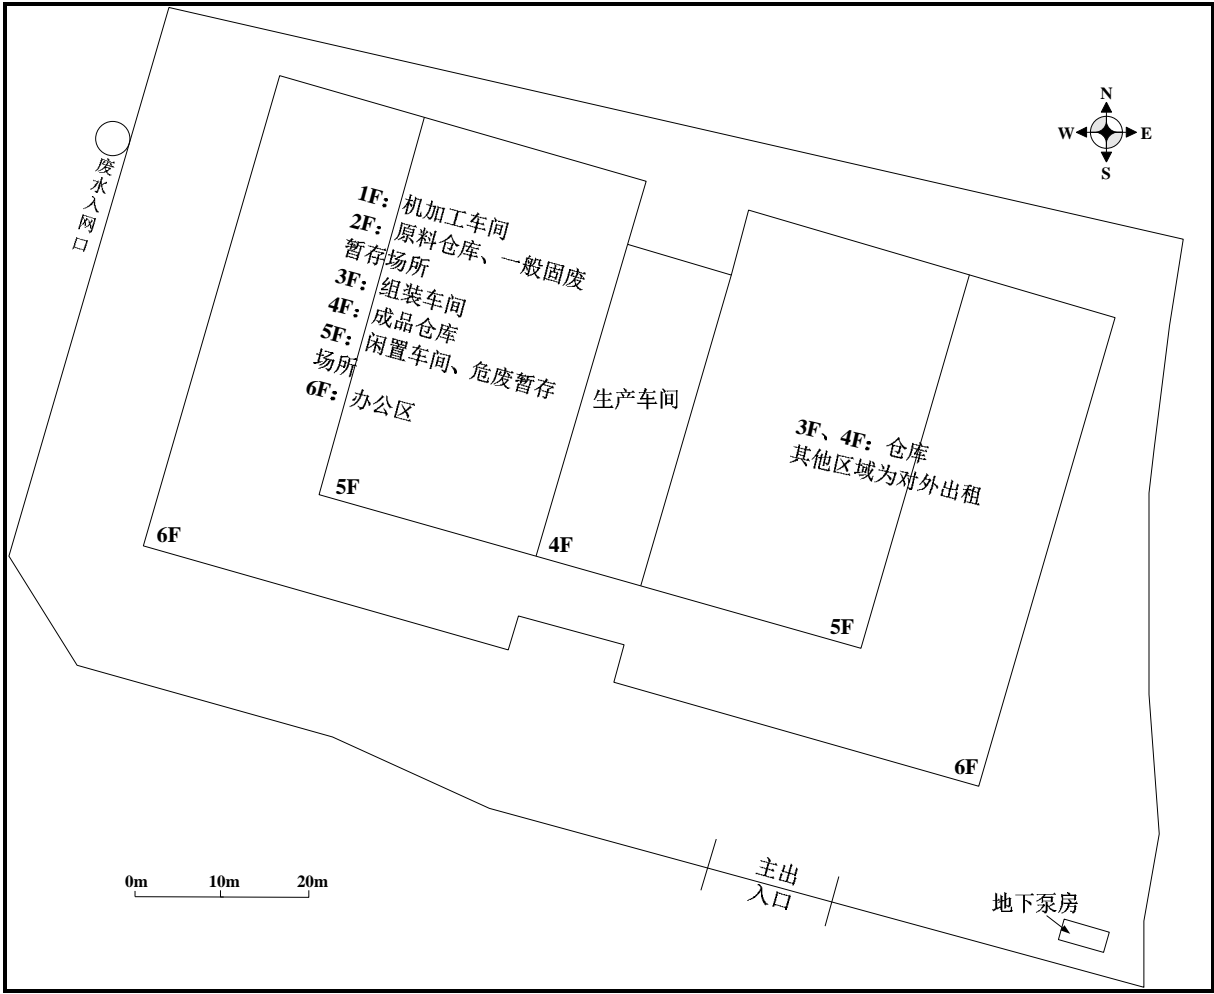 N
W
E
S
废水入网口
1F：机加工车间
2F：原料仓库、一般固废
暂存场所
3F：组装车间
4F：成品仓库
5F：闲置车间、危废暂存
场所
6F：办公区
生产车间
3F、4F：仓库
其他区域为对外出租
5F
6F
4F
5F
6F
主出
入口
0m
10m
20m
地下泵房